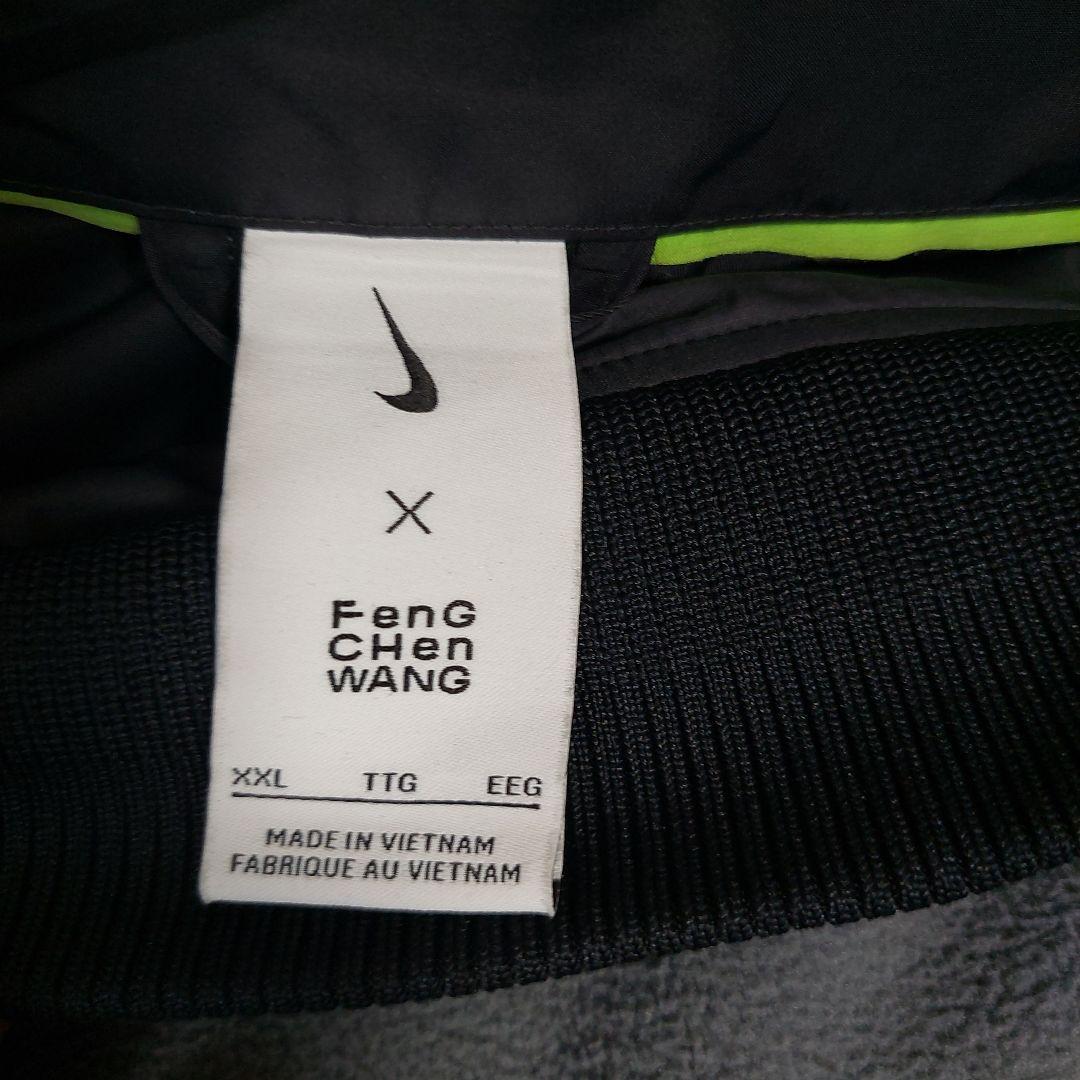 X
FenG
CHen
WANG
XXL TTG EEG
MADE IN VIETNAM
FABRIQUE AU VIETNAM